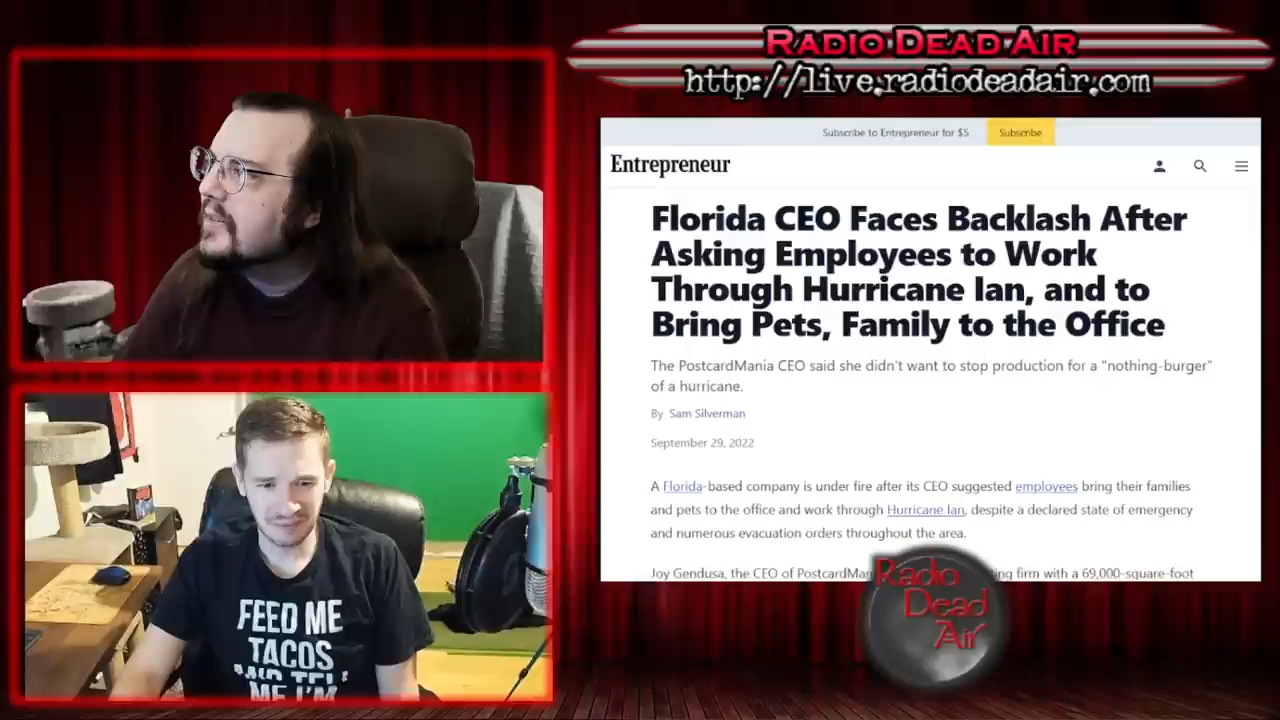 Radio Dead Air
http://live.radiodeadair.com
Subscribe to Entrepreneur for $5
Subscribe
Entrepreneur
Florida CEO Faces Backlash After
Asking Employees to Work
Through Hurricane Ian, and to
Bring Pets, Family to the Office
The PostcardMania CEO said she didn't want to stop production for a "nothing-burger"
of a hurricane.
By Sam Silverman
September 29, 2022
A Florida-based company is under fire after its CEO suggested employees bring their families
and pets to the office and work through Hurricane Ian, despite a declared state of emergency
and numerous evacuation orders throughout the area.
Joy Gendusa, the CEO of PostcardMan
ing firm with a 69,000-square-foot
Radio
Dead
Air
FEED ME
TACOS
AND TELL
ME I'M